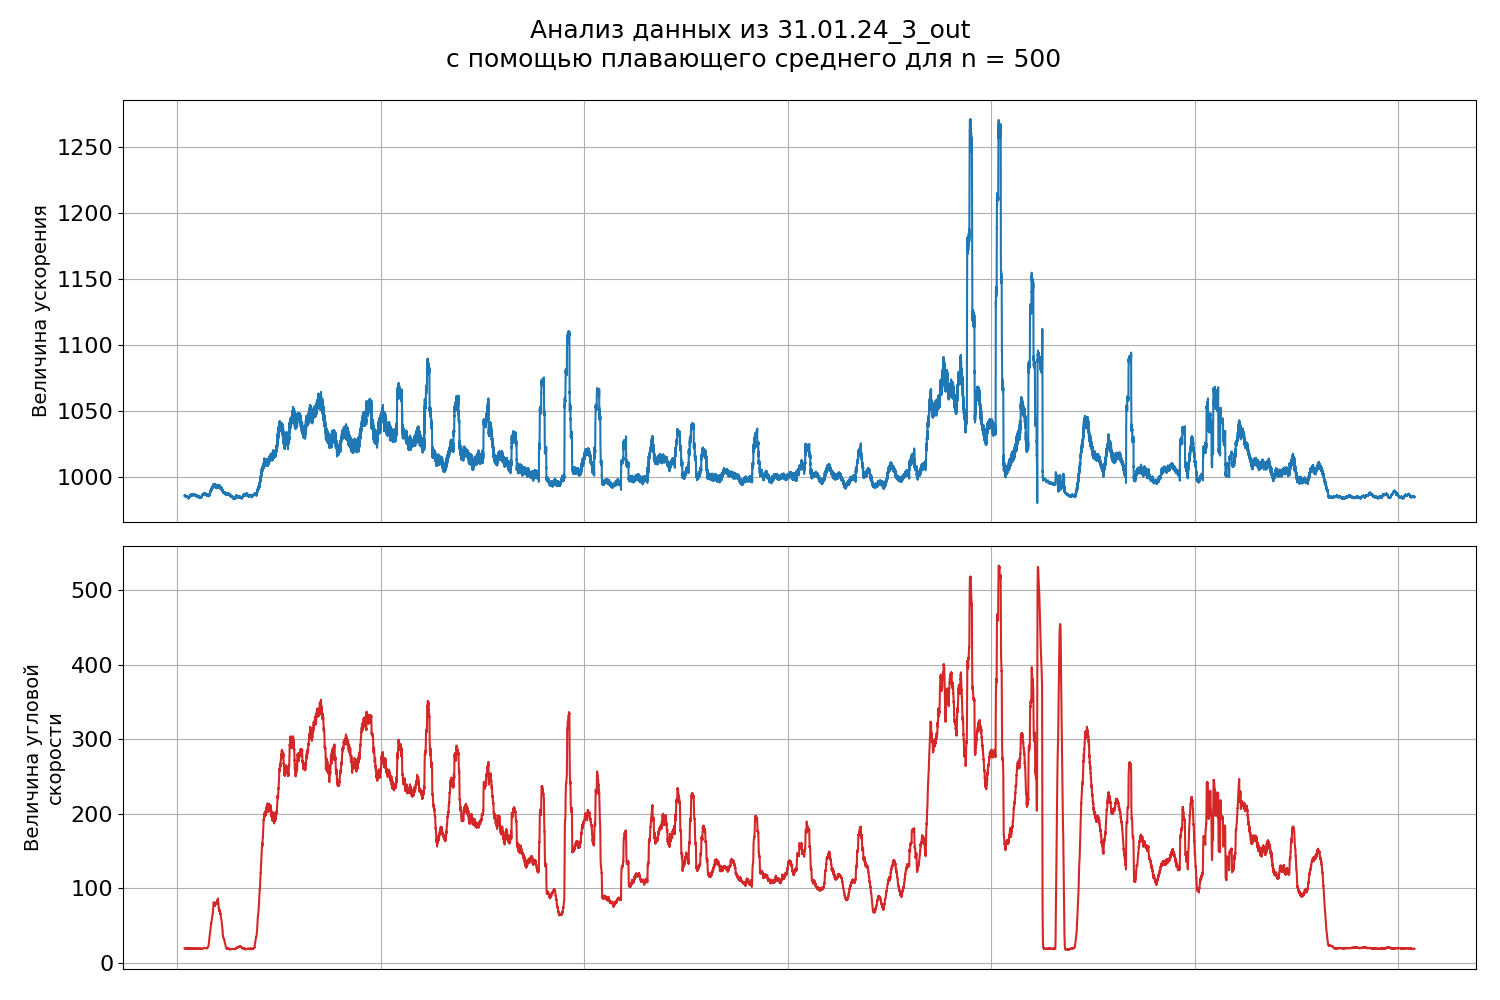 Анализ данных из 31.01.24_3_out
с помощью плавающего среднего для n = 500
Величина ускорения
1250
1200
1150
1100
1050
1000
Величина угловой
скорости
500
400
300
200
100
0